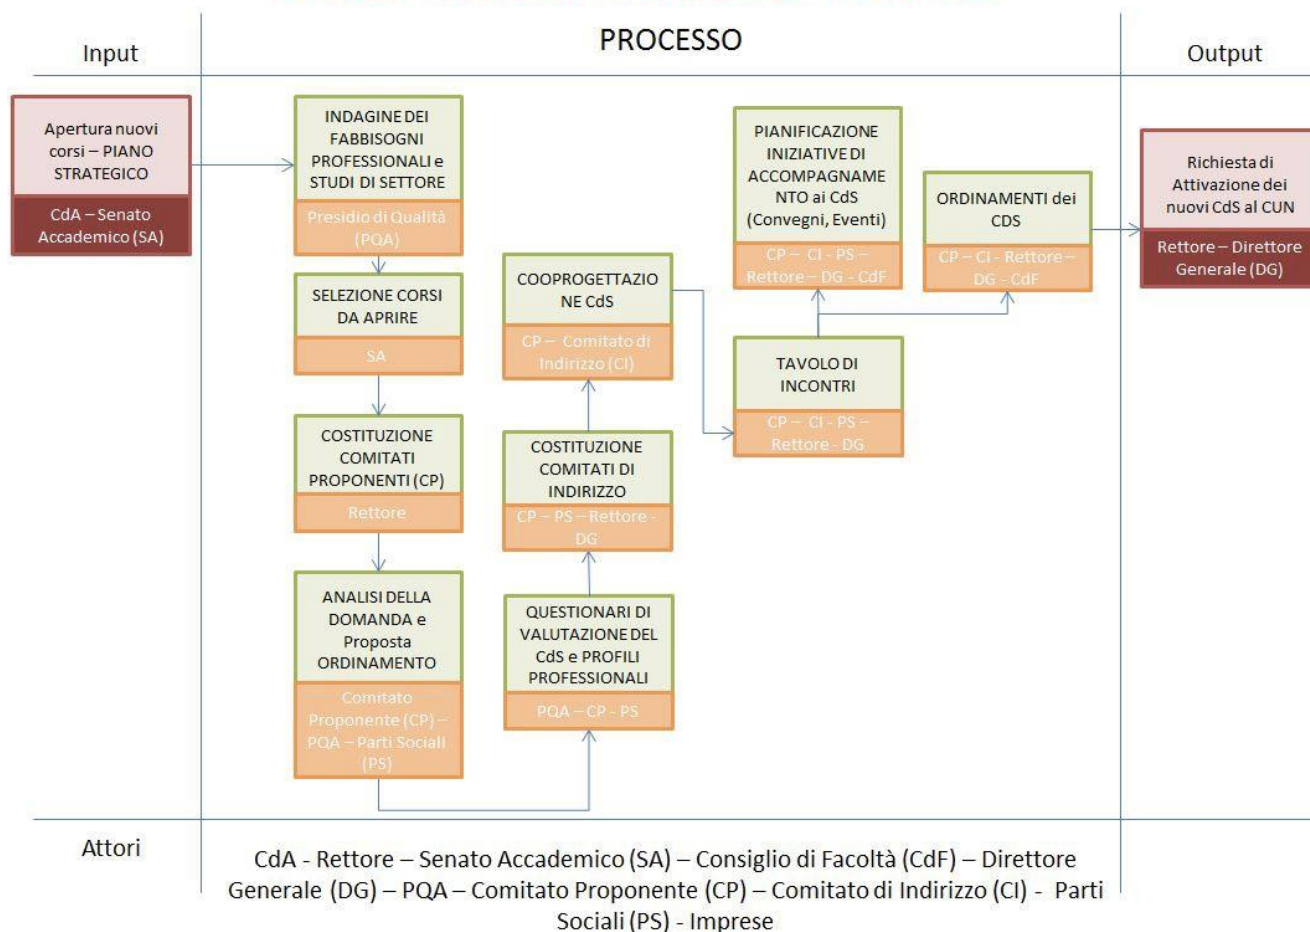 Input
PROCESSO
Output
Apertura nuovi
corsi – PIANO
STRATEGICO
CdA – Senato
Accademico (SA)
INDAGINE DEI
FABBISOGNI
PROFESSIONALI e
STUDI DI SETTORE
Presidio di Qualità
(PQA)
SELEZIONE CORSI
DA APRIRE
SA
COSTITUZIONE
COMITATI
PROPONENTI (CP)
Rettore
ANALISI DELLA
DOMANDA e
Proposta
ORDINAMENTO
Comitato
Proponente (CP) –
PQA – Parti Sociali
(PS)
QUESTIONARI DI
VALUTAZIONE DEL
CdS e PROFILI
PROFESSIONALI
PQA – CP - PS
COSTITUZIONE
COMITATI DI
INDIRIZZO
CP – PS – Rettore -
DG
COOPROGETTAZIO
NE CdS
CP – Comitato di
Indirizzo (CI)
TAVOLO DI
INCONTRI
CP – CI - PS –
Rettore - DG
PIANIFICAZIONE
INIZIATIVE DI
ACCOMPAGNAME
NTO ai CdS
(Convegni, Eventi)
CP – CI - PS –
Rettore – DG - CdF
ORDINAMENTI dei
CDS
CP – CI - Rettore –
DG - CdF
Richiesta di
Attivazione dei
nuovi CdS al CUN
Rettore – Direttore
Generale (DG)
Attori
CdA - Rettore – Senato Accademico (SA) – Consiglio di Facoltà (CdF) – Direttore
Generale (DG) – PQA – Comitato Proponente (CP) – Comitato di Indirizzo (CI) - Parti
Sociali (PS) - Imprese